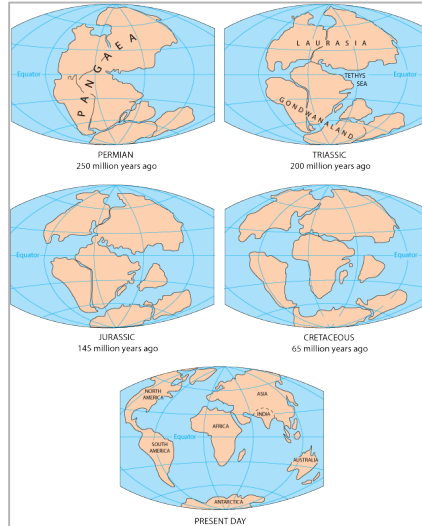 PANGAEA
Equator
PERMIAN
250 million years ago
LAURASIA
Equator
TETHYS
SEA
GONDWANALAND
TRIASSIC
200 million years ago
Equator
JURASSIC
145 million years ago
Equator
CRETACEOUS
65 million years ago
NORTH
AMERICA
ASIA
INDIA
AFRICA
Equator
SOUTH
AMERICA
AUSTRALIA
ANTARCTICA
PRESENT DAY